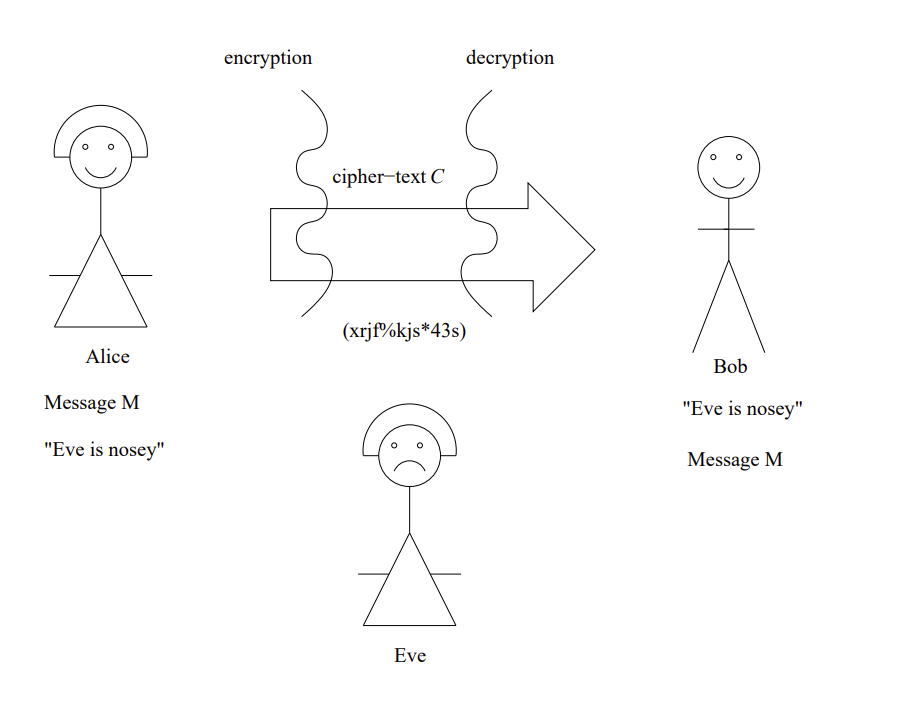 encryption
decryption
cipher−text C
(xrjf%kjs*43s)
Alice
Message M
"Eve is nosey"
Bob
"Eve is nosey"
Message M
Eve